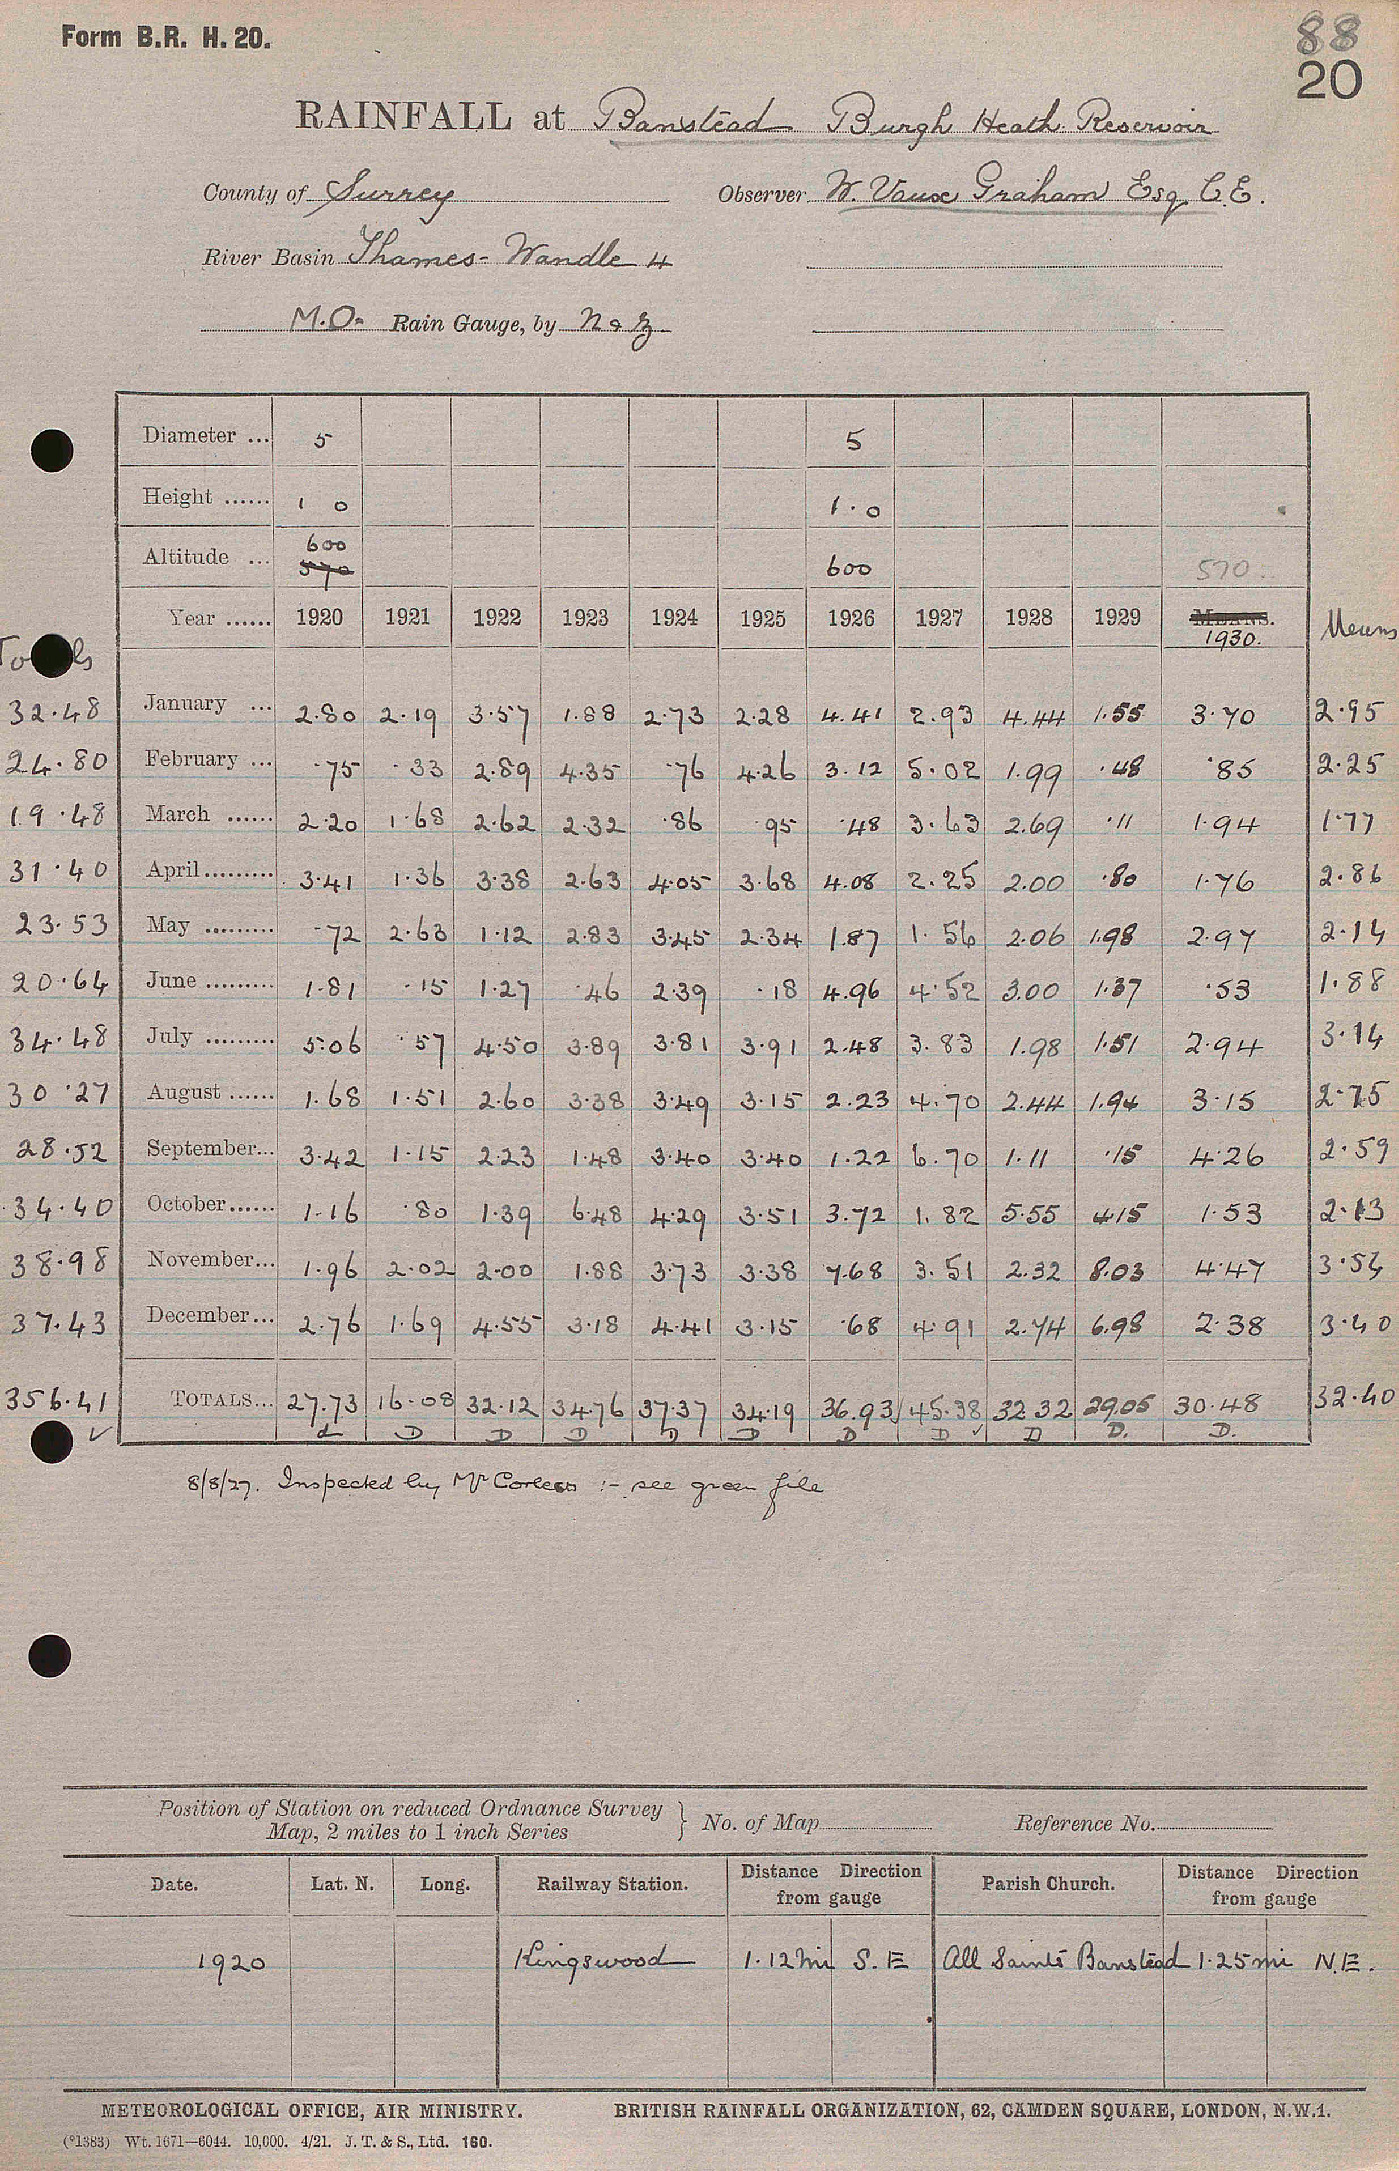 Form B.R. H. 20.
88
20
RAINFALL at Banstead Burgh Heath Reservoir
County of Surrey Observer W. Vaux Graham Esq C.E.
River Basin Thames - Wandle 4
M.O. Rain Gauge, by N & Z
Diameter ... 5 5
Height ...... 1 0 1.0
Altitude ... 600 570 600 570
Year ...... 1920 1921 1922 1923 1924 1925 1926 1927 1928 1929 MEANS. 1930. Means
Totals
32.48 January ... 2.80 2.19 3.57 1.88 2.73 2.28 4.41 2.93 4.44 1.55 3.70 2.95
24.80 February ... .75 .33 2.89 4.35 .76 4.26 3.12 5.02 1.99 .48 .85 2.25
19.48 March ...... 2.20 1.68 2.62 2.32 .86 .95 .48 3.63 2.69 .11 1.94 1.77
31.40 April ......... 3.41 1.36 3.38 2.63 4.05 3.68 4.08 2.25 2.00 .80 1.76 2.86
23.53 May ......... .72 2.63 1.12 2.83 3.45 2.34 1.87 1.56 2.06 1.98 2.97 2.14
20.64 June ......... 1.81 .15 1.27 .46 2.39 .18 4.96 4.52 3.00 1.37 .53 1.88
34.48 July ......... 5.06 .57 4.50 3.89 3.81 3.91 2.48 3.83 1.98 1.51 2.94 3.14
30.27 August ...... 1.68 1.51 2.60 3.38 3.49 3.15 2.23 4.70 2.44 1.94 3.15 2.75
28.52 September... 3.42 1.15 2.23 1.48 3.40 3.40 1.22 6.70 1.11 .15 4.26 2.59
34.40 October...... 1.16 .80 1.39 6.48 4.29 3.51 3.72 1.82 5.55 4.15 1.53 2.13
38.98 November... 1.96 2.02 2.00 1.88 3.73 3.38 7.68 3.51 2.32 8.03 4.47 3.54
37.43 December... 2.76 1.69 4.55 3.18 4.41 3.15 .68 4.91 2.74 6.98 2.38 3.40
356.41 TOTALS... 27.73 16.08 32.12 34.76 37.37 34.19 36.93 45.38 32.32 29.05 30.48 32.40
D D D D D D D D D. D.
8/8/27. Inspected by Mr Corless :- see green file
Position of Station on reduced Ordnance Survey
Map, 2 miles to 1 inch Series } No. of Map Reference No.
Date. Lat. N. Long. Railway Station. Distance Direction from gauge Parish Church. Distance Direction from gauge
1920 Kingswood 1.12 mi S.E All Saints Banstead 1.25 mi N.E.
METEOROLOGICAL OFFICE, AIR MINISTRY. BRITISH RAINFALL ORGANIZATION, 62, CAMDEN SQUARE, LONDON, N.W.1.
(*1383) Wt. 1671—6044. 10,000. 4/21. J. T. & S., Ltd. 160.